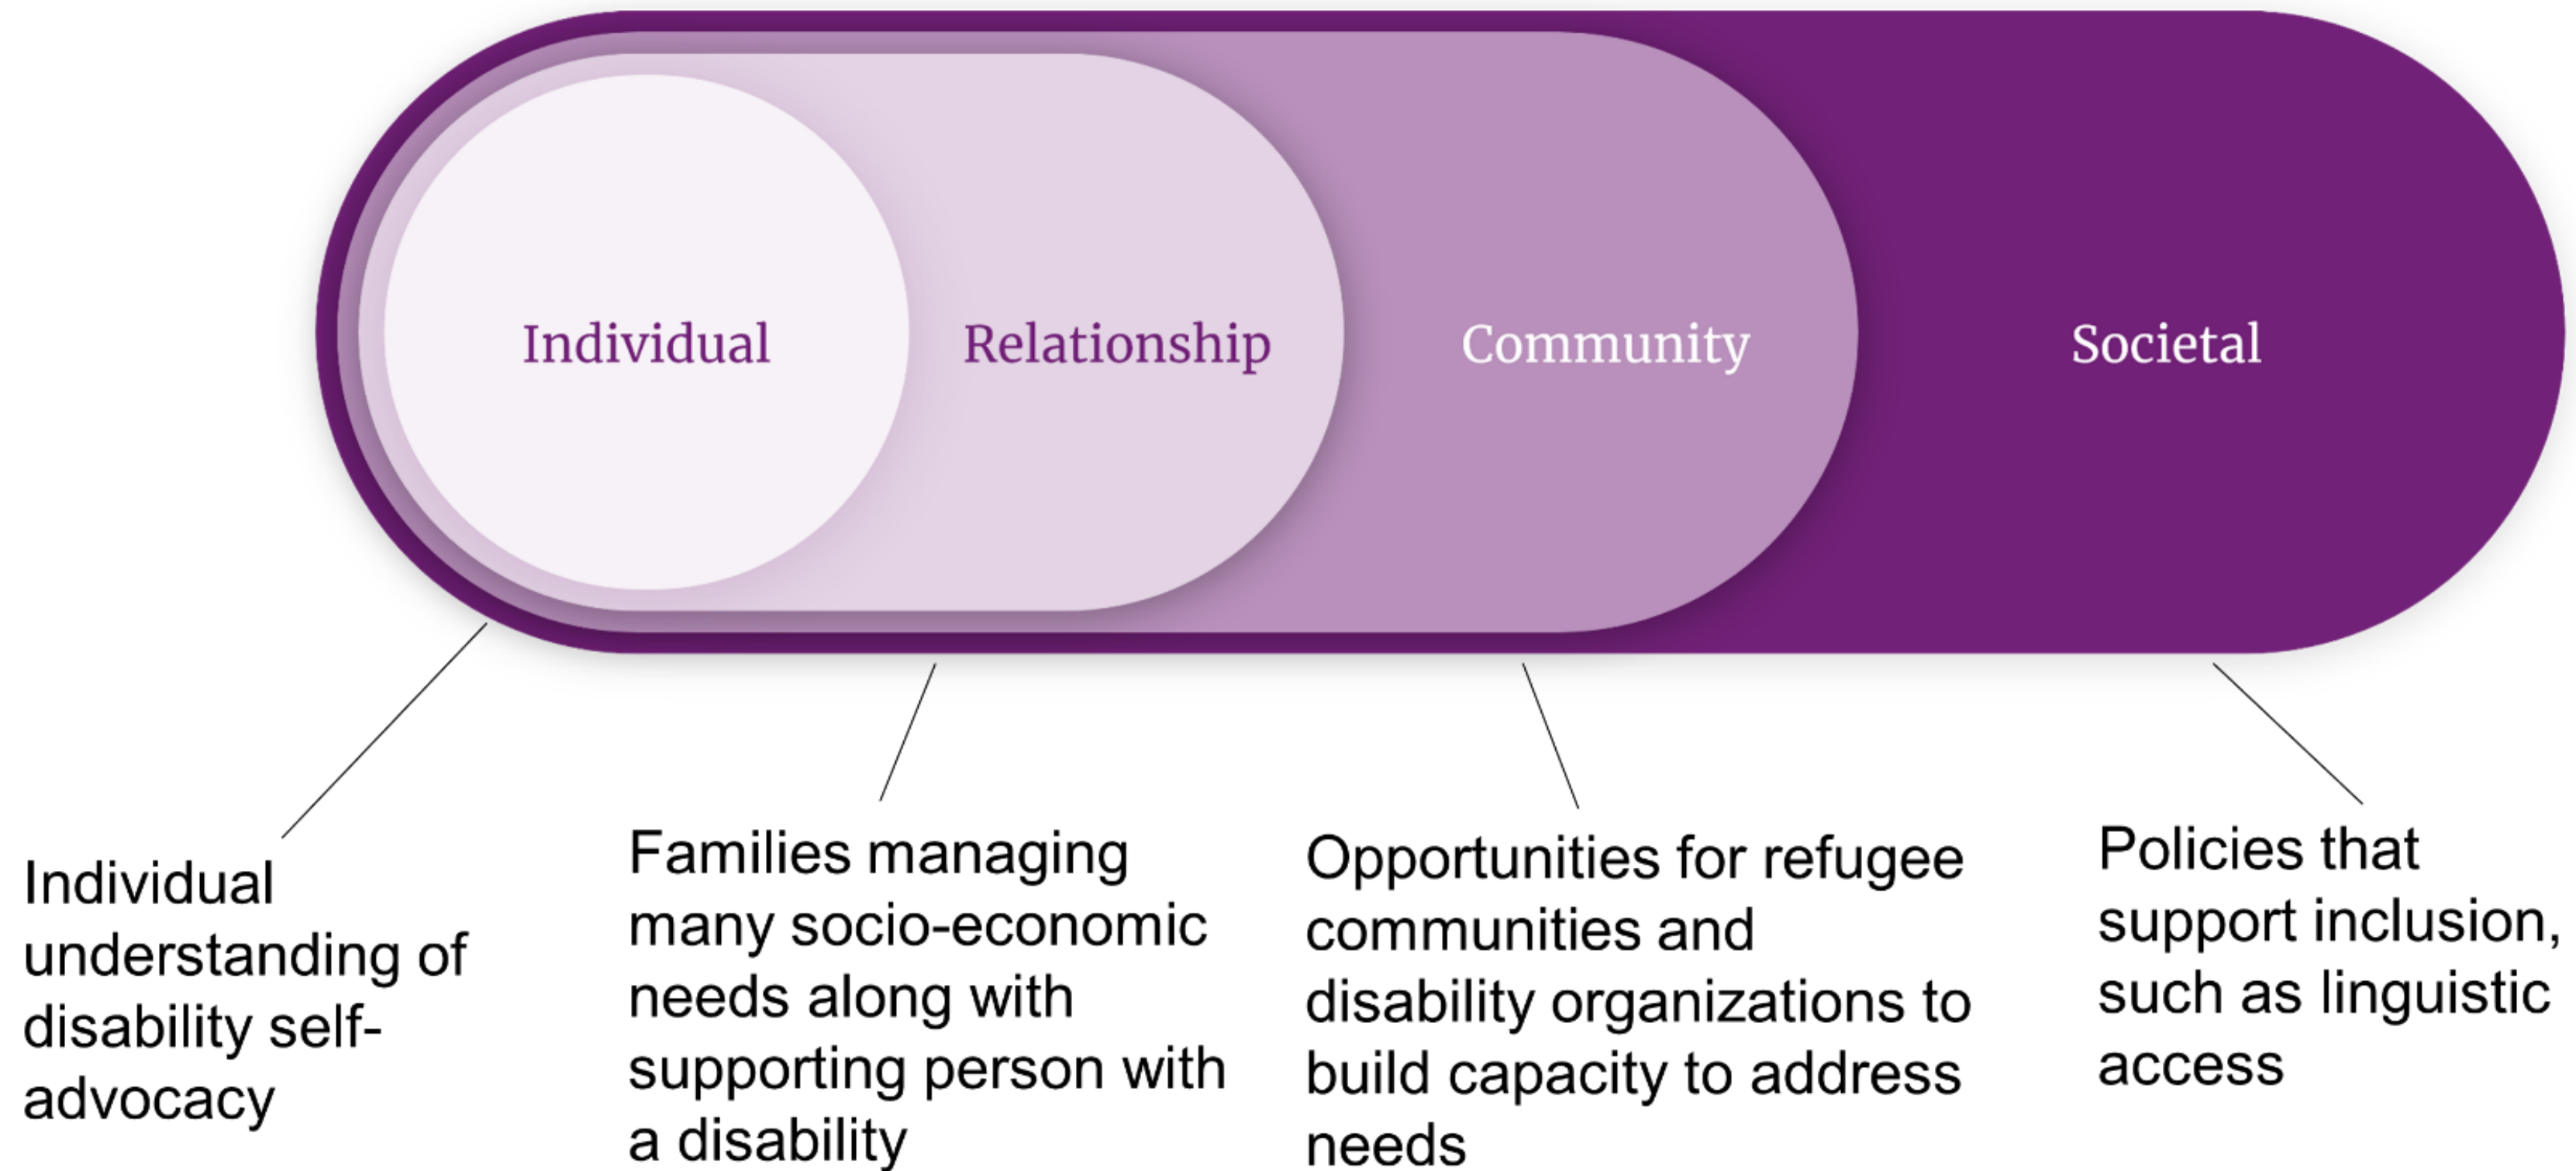 Individual
Relationship
Community
Societal
Individual
understanding of
disability self-
advocacy
Families managing
many socio-economic
needs along with
supporting person with
a disability
Opportunities for refugee
communities and
disability organizations to
build capacity to address
needs
Policies that
support inclusion,
such as linguistic
access